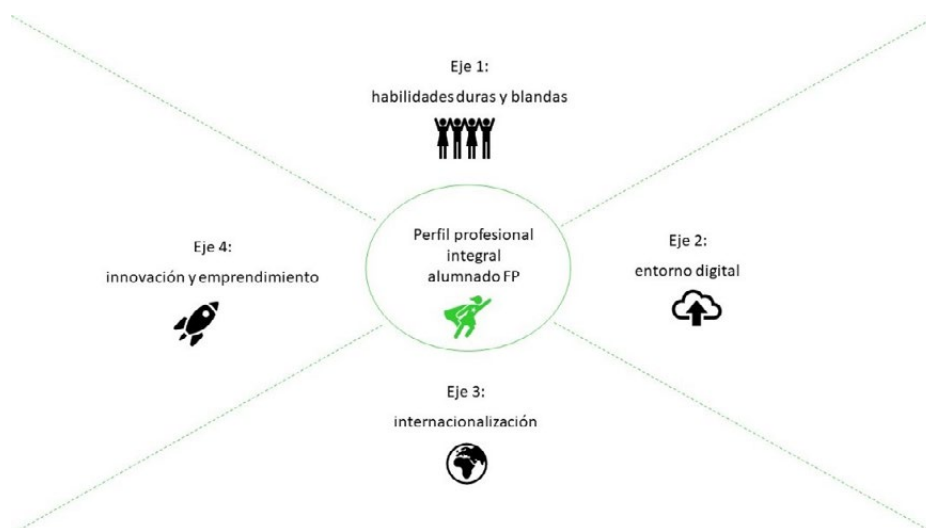 Eje 1:
habilidades duras y blandas
Perfil profesional
integral
alumnado FP
Eje 2:
entorno digital
Eje 3:
internacionalización
Eje 4:
innovación y emprendimiento